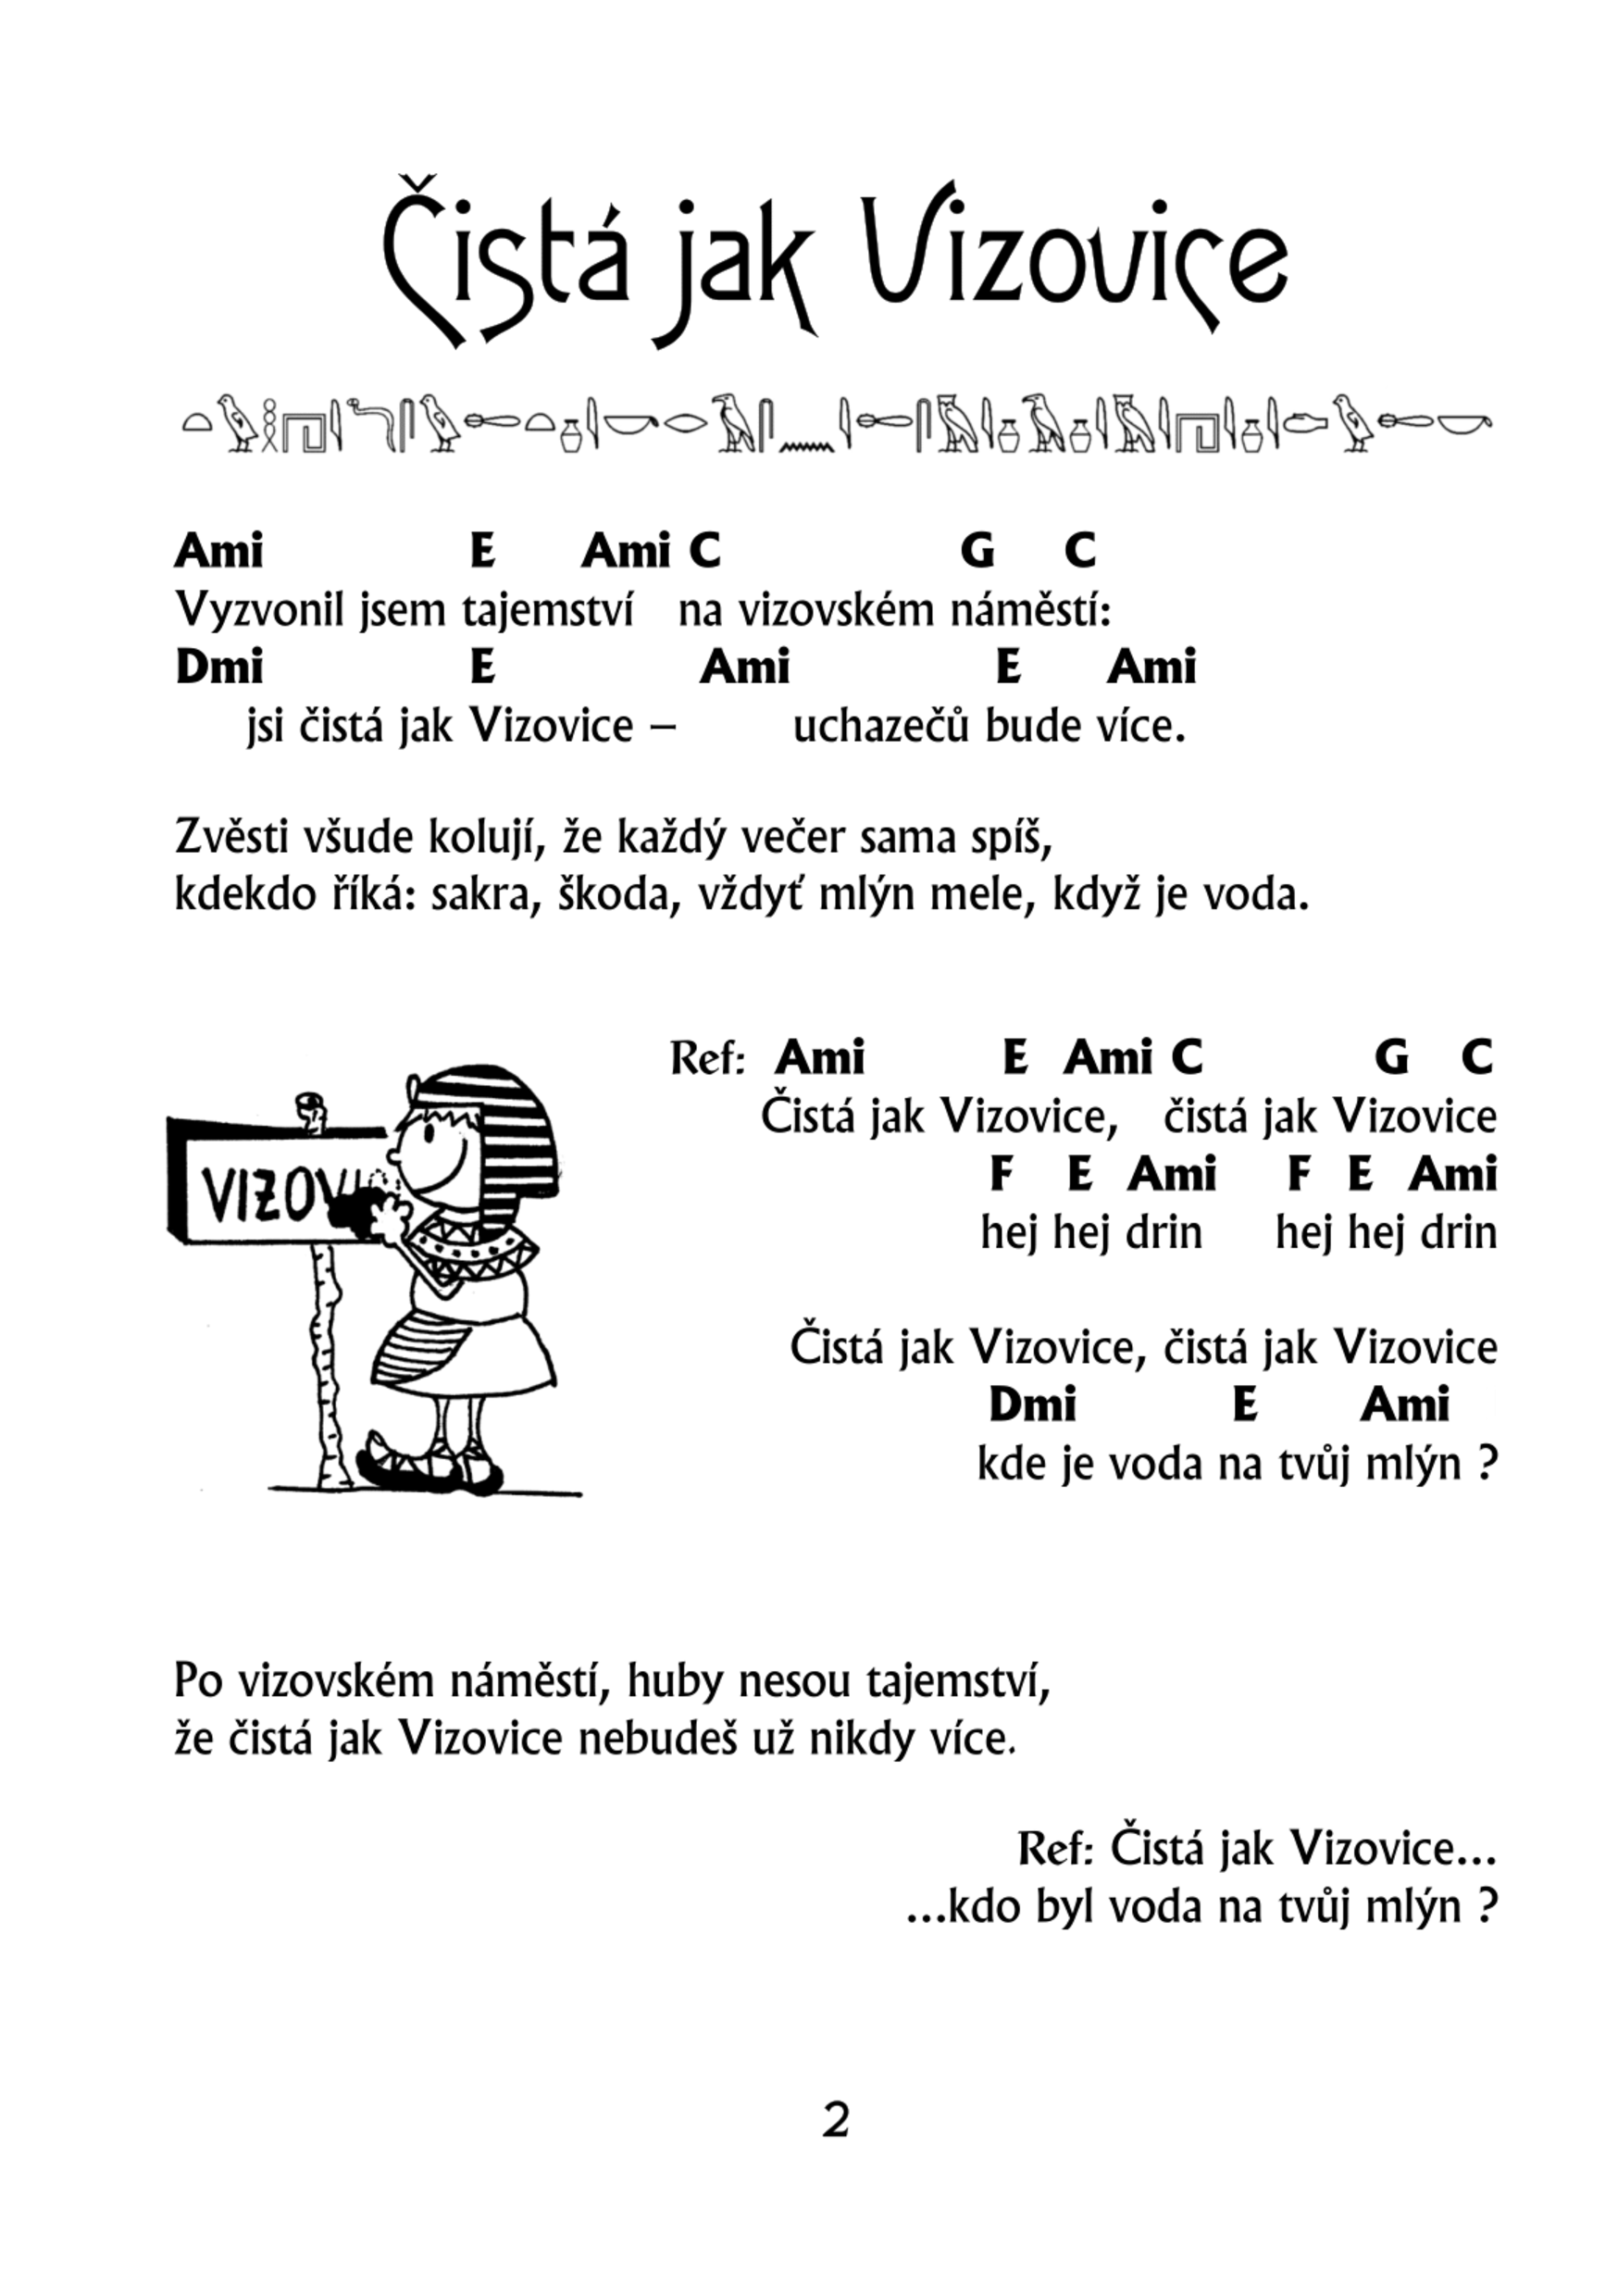 Čistá jak Vizovice
Ami E Ami C G C
Vyzvonil jsem tajemství na vizovském náměstí:
Dmi E Ami E Ami
jsi čistá jak Vizovice – uchazečů bude více.
Zvěsti všude kolují, že každý večer sama spíš,
kdekdo říká: sakra, škoda, vždyť mlýn mele, když je voda.
Ref: Ami E Ami C G C
Čistá jak Vizovice, čistá jak Vizovice
F E Ami F E Ami
hej hej drin hej hej drin
Čistá jak Vizovice, čistá jak Vizovice
Dmi E Ami
kde je voda na tvůj mlýn ?
VIZOVIC
Po vizovském náměstí, huby nesou tajemství,
že čistá jak Vizovice nebudeš už nikdy více.
Ref: Čistá jak Vizovice...
...kdo byl voda na tvůj mlýn ?
2